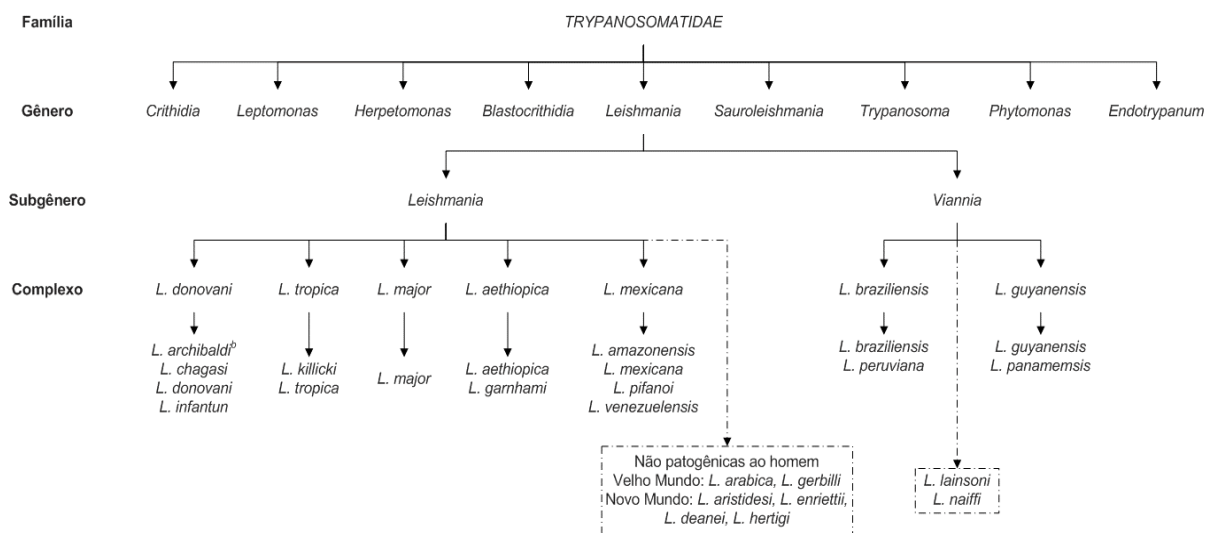 Família TRYPANOSOMATIDAE
Gênero Crithidia Leptomonas Herpetomonas Blastocrithidia Leishmania Sauroleishmania Trypanosoma Phytomonas Endotrypanum
Subgênero Leishmania Viannia
Complexo L. donovani L. tropica L. major L. aethiopica L. mexicana L. braziliensis L. guyanensis
L. archibaldiᵇ
L. chagasi
L. donovani
L. infantun
L. killicki
L. tropica
L. major
L. aethiopica
L. garnhami
L. amazonensis
L. mexicana
L. pifanoi
L. venezuelensis
L. braziliensis
L. peruviana
L. guyanensis
L. panamemsis
Não patogênicas ao homem
Velho Mundo: L. arabica, L. gerbilli
Novo Mundo: L. aristidesi, L. enriettii,
L. deanei, L. hertigi
L. lainsoni
L. naiffi